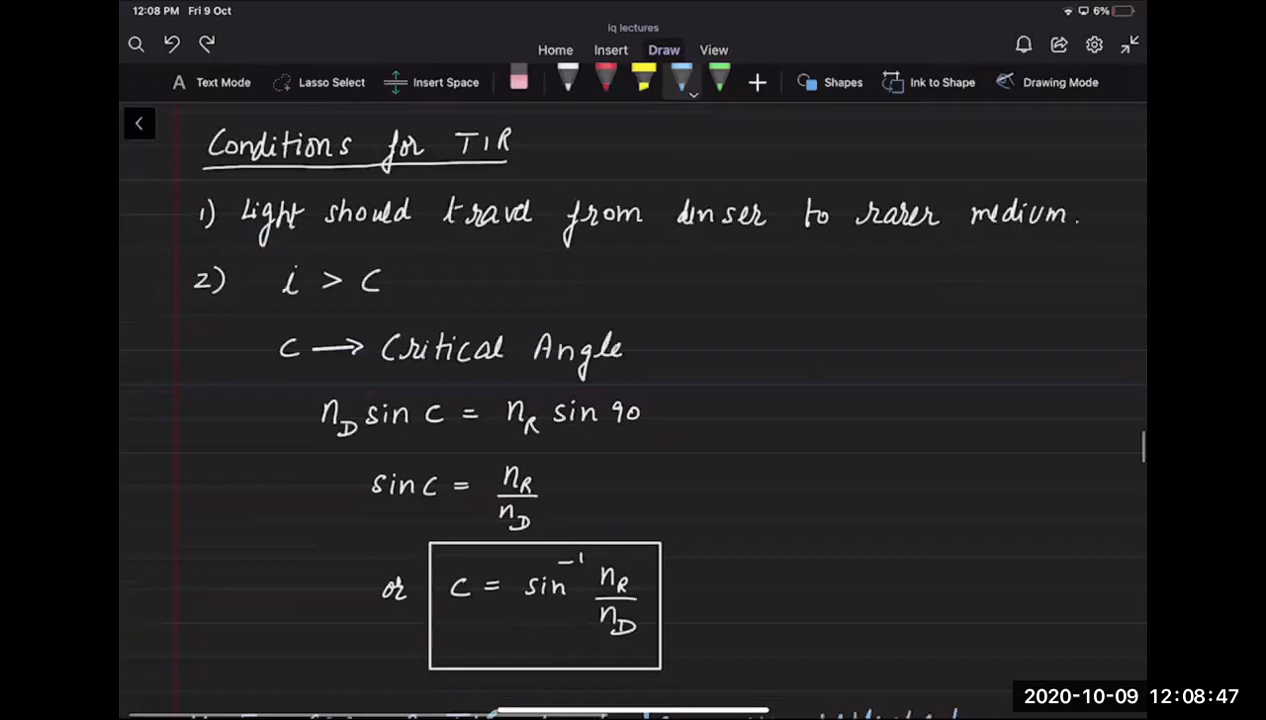 12:08 PM Fri 9 Oct
6%
iq lectures
Home Insert Draw View
Text Mode Lasso Select Insert Space Shapes Ink to Shape Drawing Mode
Conditions for TIR
1) Light should travel from denser to rarer medium.
2) i > C
C → Critical Angle
n_D sin C = n_R sin 90
sin C = n_R / n_D
or C = sin⁻¹ n_R / n_D
2020-10-09 12:08:47